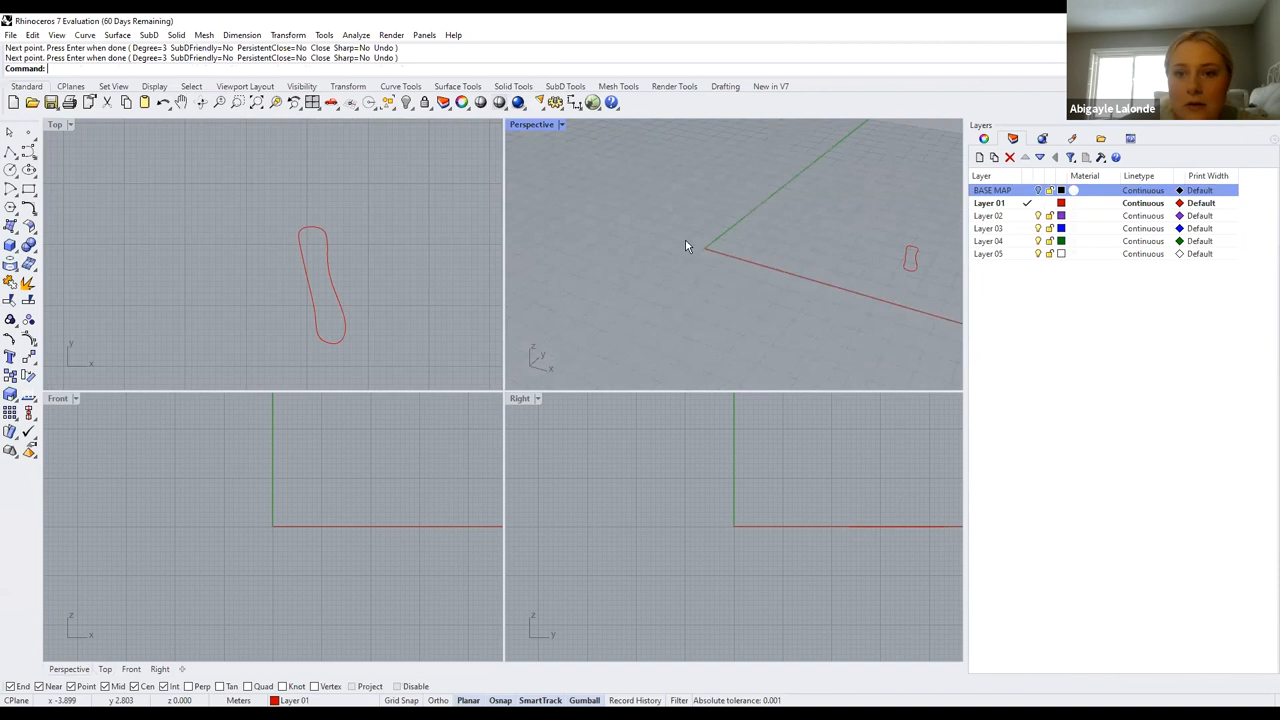 Rhinoceros 7 Evaluation (60 Days Remaining)
File Edit View Curve Surface SubD Solid Mesh Dimension Transform Tools Analyze Render Panels Help
Next point. Press Enter when done ( Degree=3 SubDFriendly=No PersistentClose=No Close Sharp=No Undo )
Next point. Press Enter when done ( Degree=3 SubDFriendly=No PersistentClose=No Close Sharp=No Undo )
Command:
Standard CPlanes Set View Display Select Viewport Layout Visibility Transform Curve Tools Surface Tools Solid Tools SubD Tools Mesh Tools Render Tools Drafting New in V7
Abigayle Lalonde
Top
Perspective
Layers
Layer Material Linetype Print Width
BASE MAP Continuous Default
Layer 01 Continuous Default
Layer 02 Continuous Default
Layer 03 Continuous Default
Layer 04 Continuous Default
Layer 05 Continuous Default
y
x
z
y
x
Front
Right
z
x
z
y
Perspective Top Front Right
End Near Point Mid Cen Int Perp Tan Quad Knot Vertex Project Disable
CPlane x -3.899 y 2.803 z 0.000 Meters Layer 01 Grid Snap Ortho Planar Osnap SmartTrack Gumball Record History Filter Absolute tolerance: 0.001